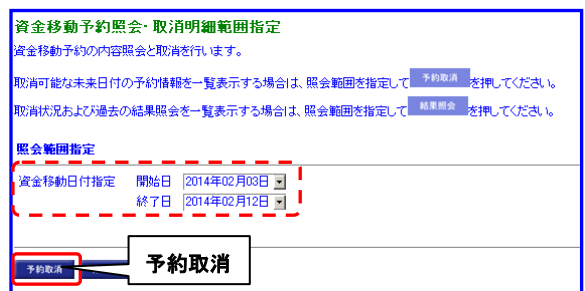 資金移動予約照会・取消明細範囲指定
資金移動予約の内容照会と取消を行います。
取消可能な未来日付の予約情報を一覧表示する場合は、照会範囲を指定して 予約取消 を押してください。
取消状況および過去の結果照会を一覧表示する場合は、照会範囲を指定して 結果照会 を押してください。
照会範囲指定
資金移動日付指定 開始日 2014年02月03日
終了日 2014年02月12日
予約取消 予約取消